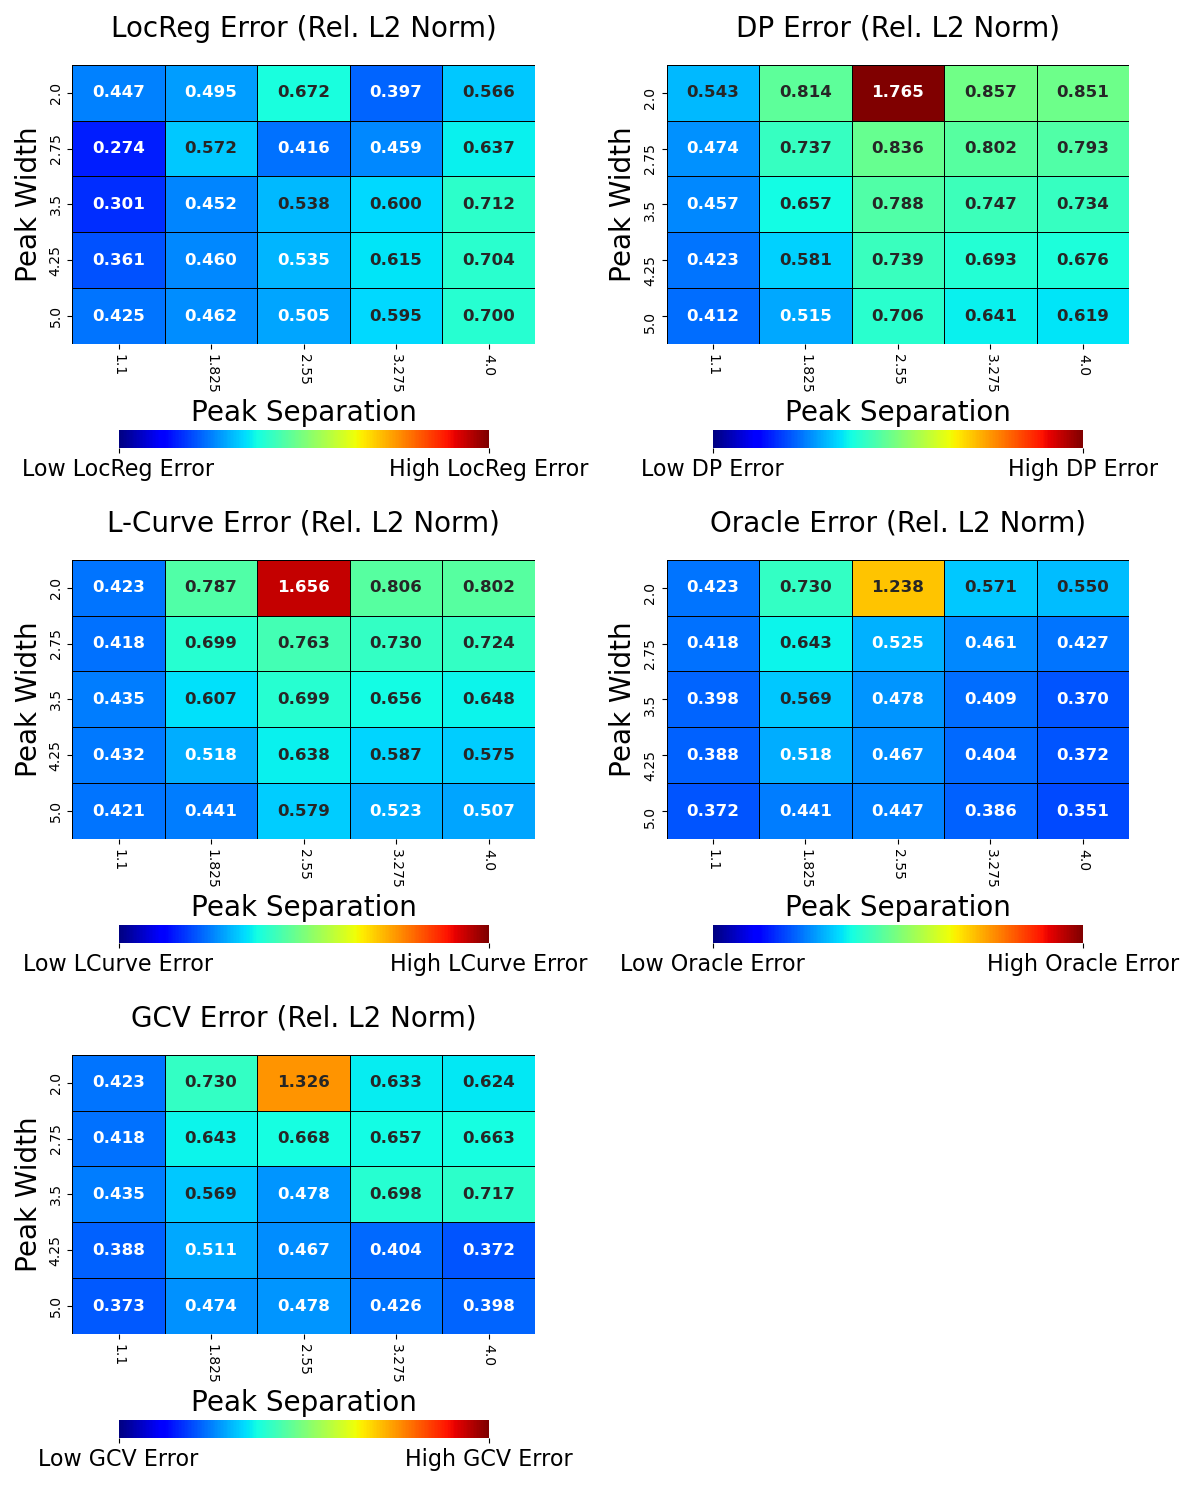 LocReg Error (Rel. L2 Norm)
Peak Width
2.0 0.447 0.495 0.672 0.397 0.566
2.75 0.274 0.572 0.416 0.459 0.637
3.5 0.301 0.452 0.538 0.600 0.712
4.25 0.361 0.460 0.535 0.615 0.704
5.0 0.425 0.462 0.505 0.595 0.700
1.1 1.825 2.55 3.275 4.0
Peak Separation
Low LocReg Error High LocReg Error
DP Error (Rel. L2 Norm)
Peak Width
2.0 0.543 0.814 1.765 0.857 0.851
2.75 0.474 0.737 0.836 0.802 0.793
3.5 0.457 0.657 0.788 0.747 0.734
4.25 0.423 0.581 0.739 0.693 0.676
5.0 0.412 0.515 0.706 0.641 0.619
1.1 1.825 2.55 3.275 4.0
Peak Separation
Low DP Error High DP Error
L-Curve Error (Rel. L2 Norm)
Peak Width
2.0 0.423 0.787 1.656 0.806 0.802
2.75 0.418 0.699 0.763 0.730 0.724
3.5 0.435 0.607 0.699 0.656 0.648
4.25 0.432 0.518 0.638 0.587 0.575
5.0 0.421 0.441 0.579 0.523 0.507
1.1 1.825 2.55 3.275 4.0
Peak Separation
Low LCurve Error High LCurve Error
Oracle Error (Rel. L2 Norm)
Peak Width
2.0 0.423 0.730 1.238 0.571 0.550
2.75 0.418 0.643 0.525 0.461 0.427
3.5 0.398 0.569 0.478 0.409 0.370
4.25 0.388 0.518 0.467 0.404 0.372
5.0 0.372 0.441 0.447 0.386 0.351
1.1 1.825 2.55 3.275 4.0
Peak Separation
Low Oracle Error High Oracle Error
GCV Error (Rel. L2 Norm)
Peak Width
2.0 0.423 0.730 1.326 0.633 0.624
2.75 0.418 0.643 0.668 0.657 0.663
3.5 0.435 0.569 0.478 0.698 0.717
4.25 0.388 0.511 0.467 0.404 0.372
5.0 0.373 0.474 0.478 0.426 0.398
1.1 1.825 2.55 3.275 4.0
Peak Separation
Low GCV Error High GCV Error